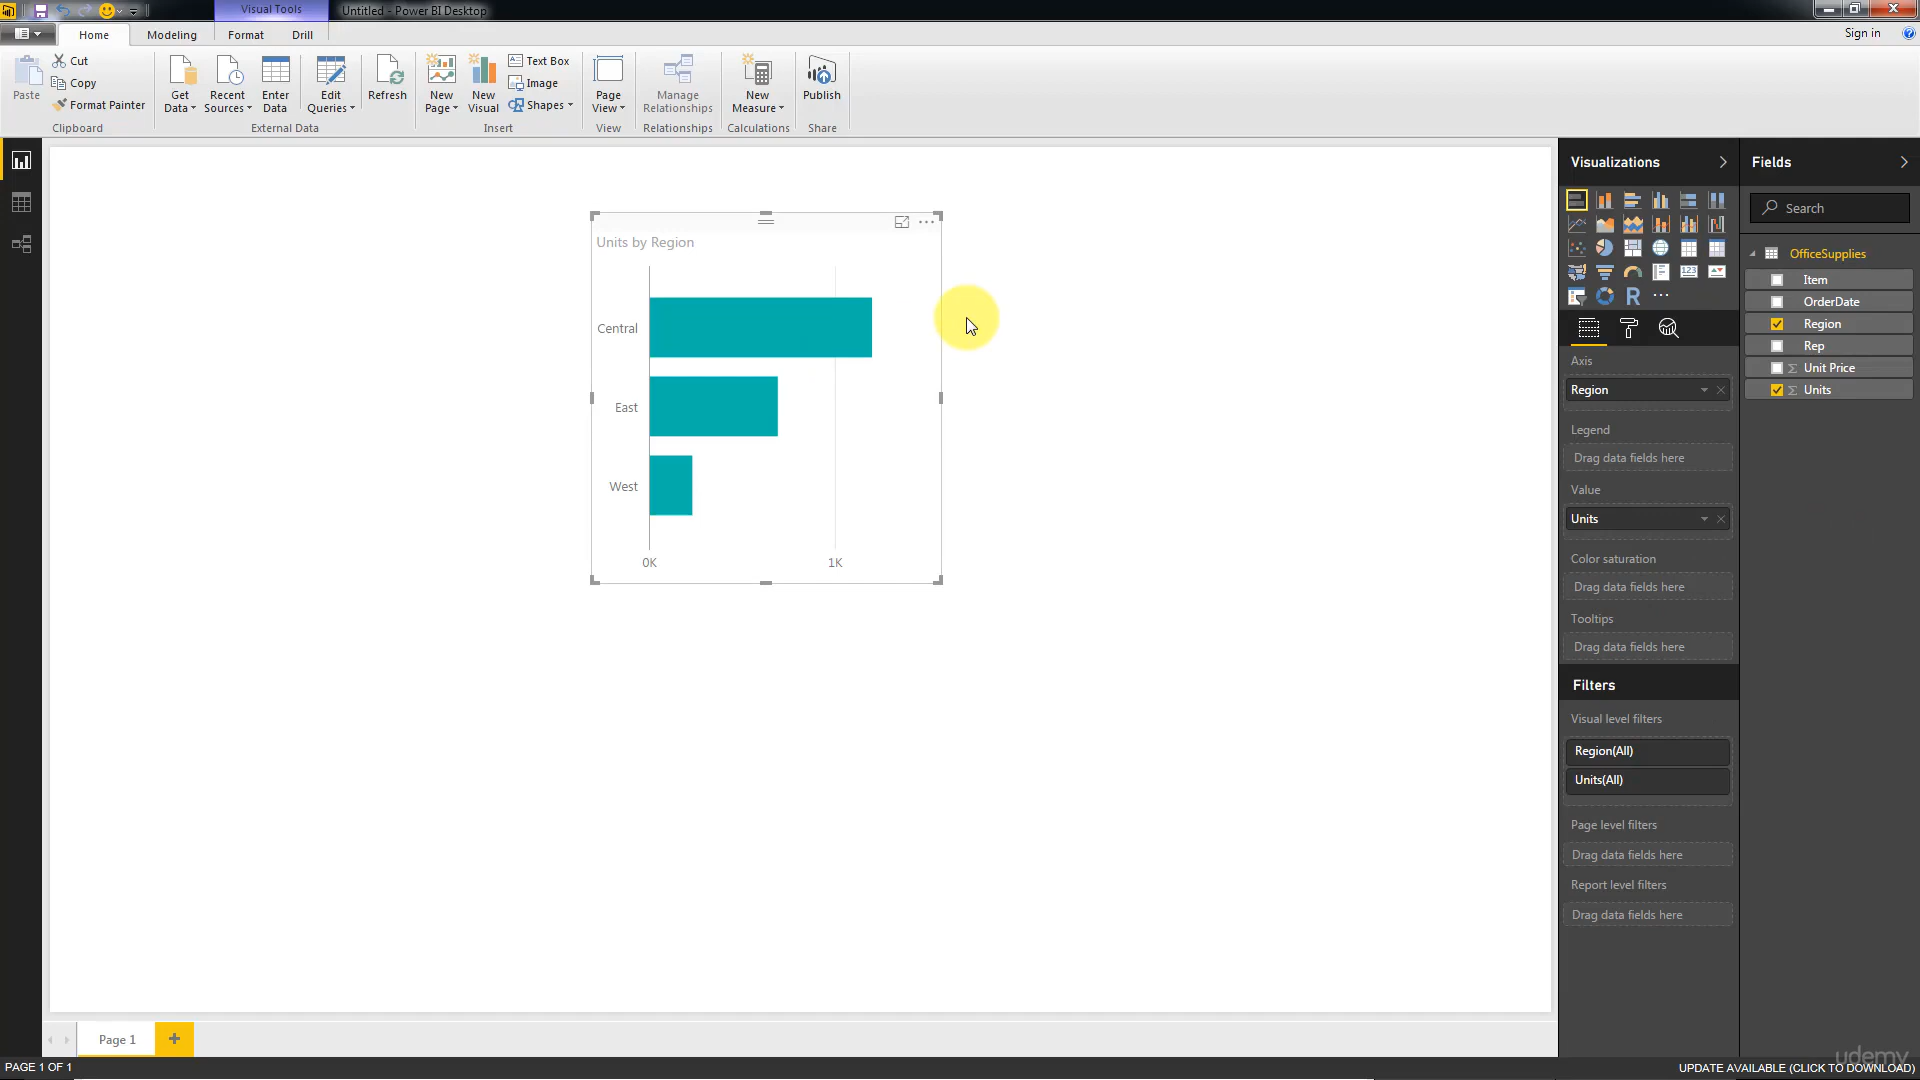 Visual Tools
Untitled - Power BI Desktop
Home
Modeling
Format
Drill
Sign in
Paste
Cut
Copy
Format Painter
Clipboard
Get Data
Recent Sources
Enter Data
Edit Queries
Refresh
External Data
New Page
New Visual
Text Box
Image
Shapes
Insert
Page View
View
Manage Relationships
Relationships
New Measure
Calculations
Publish
Share
Units by Region
Central
East
West
0K
1K
Visualizations
R
123
Axis
Region
Legend
Drag data fields here
Value
Units
Color saturation
Drag data fields here
Tooltips
Drag data fields here
Filters
Visual level filters
Region(All)
Units(All)
Page level filters
Drag data fields here
Report level filters
Drag data fields here
Fields
Search
OfficeSupplies
Item
OrderDate
Region
Rep
Σ Unit Price
Σ Units
Page 1
PAGE 1 OF 1
udemy
UPDATE AVAILABLE (CLICK TO DOWNLOAD)